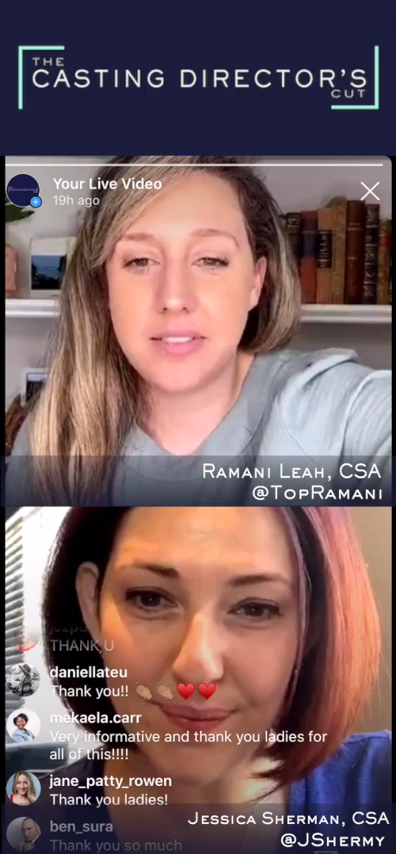 THE
CASTING DIRECTOR'S
CUT
Your Live Video
19h ago
RAMANI LEAH, CSA
@TOPRAMANI
THANK U
daniellateu
Thank you!! 👏🏽👏🏽❤️❤️
mekaela.carr
Very informative and thank you ladies for
all of this!!!!
jane_patty_rowen
Thank you ladies!
JESSICA SHERMAN, CSA
@JSHERMY
ben_sura
Thank you so much